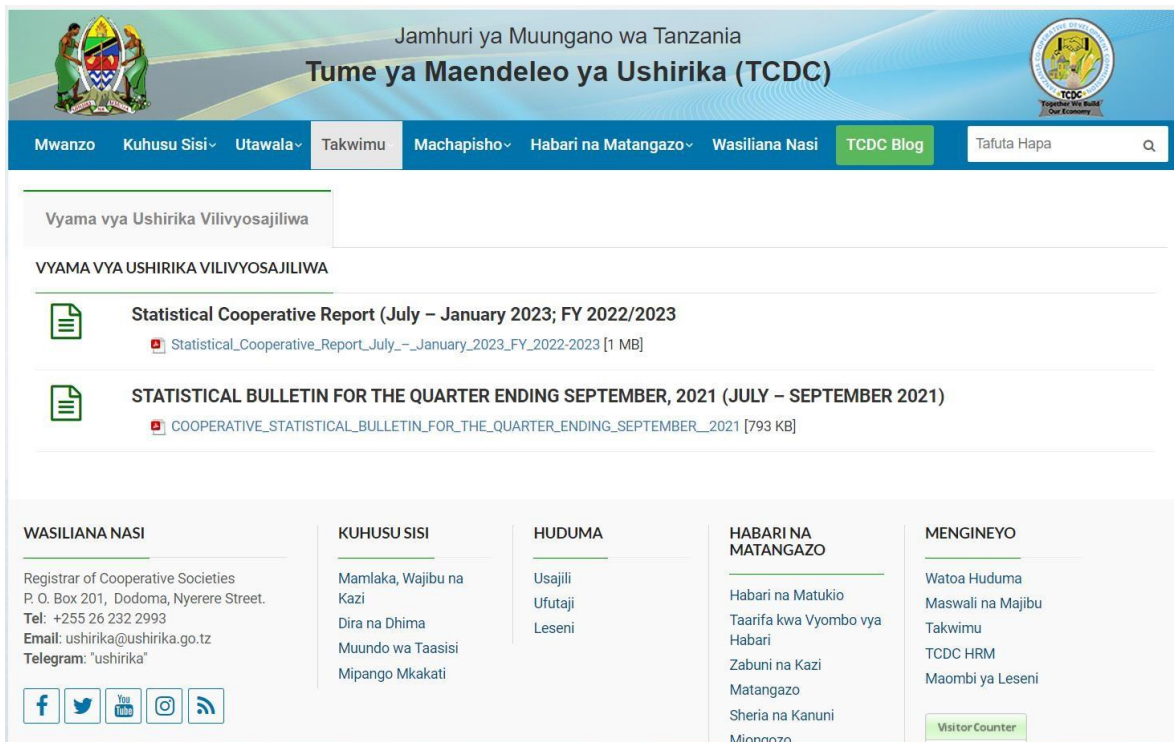 Jamhuri ya Muungano wa Tanzania
Tume ya Maendeleo ya Ushirika (TCDC)
TCDC
Together We Build
Our Economy
Mwanzo
Kuhusu Sisi
Utawala
Takwimu
Machapisho
Habari na Matangazo
Wasiliana Nasi
TCDC Blog
Tafuta Hapa
Vyama vya Ushirika Vilivyosajiliwa
VYAMA VYA USHIRIKA VILIVYOSAJILIWA
Statistical Cooperative Report (July – January 2023; FY 2022/2023
Statistical_Cooperative_Report_July_–_January_2023_FY_2022-2023 [1 MB]
STATISTICAL BULLETIN FOR THE QUARTER ENDING SEPTEMBER, 2021 (JULY – SEPTEMBER 2021)
COOPERATIVE_STATISTICAL_BULLETIN_FOR_THE_QUARTER_ENDING_SEPTEMBER__2021 [793 KB]
WASILIANA NASI
Registrar of Cooperative Societies
P. O. Box 201, Dodoma, Nyerere Street.
Tel: +255 26 232 2993
Email: ushirika@ushirika.go.tz
Telegram: "ushirika"
You
Tube
KUHUSU SISI
Mamlaka, Wajibu na
Kazi
Dira na Dhima
Muundo wa Taasisi
Mipango Mkakati
HUDUMA
Usajili
Ufutaji
Leseni
HABARI NA
MATANGAZO
Habari na Matukio
Taarifa kwa Vyombo vya
Habari
Zabuni na Kazi
Matangazo
Sheria na Kanuni
Miongozo
MENGINEYO
Watoa Huduma
Maswali na Majibu
Takwimu
TCDC HRM
Maombi ya Leseni
Visitor Counter